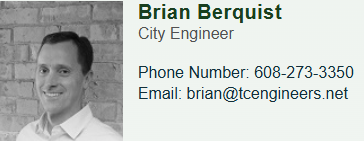 Brian Berquist
City Engineer
Phone Number: 608-273-3350
Email: brian@tcengineers.net